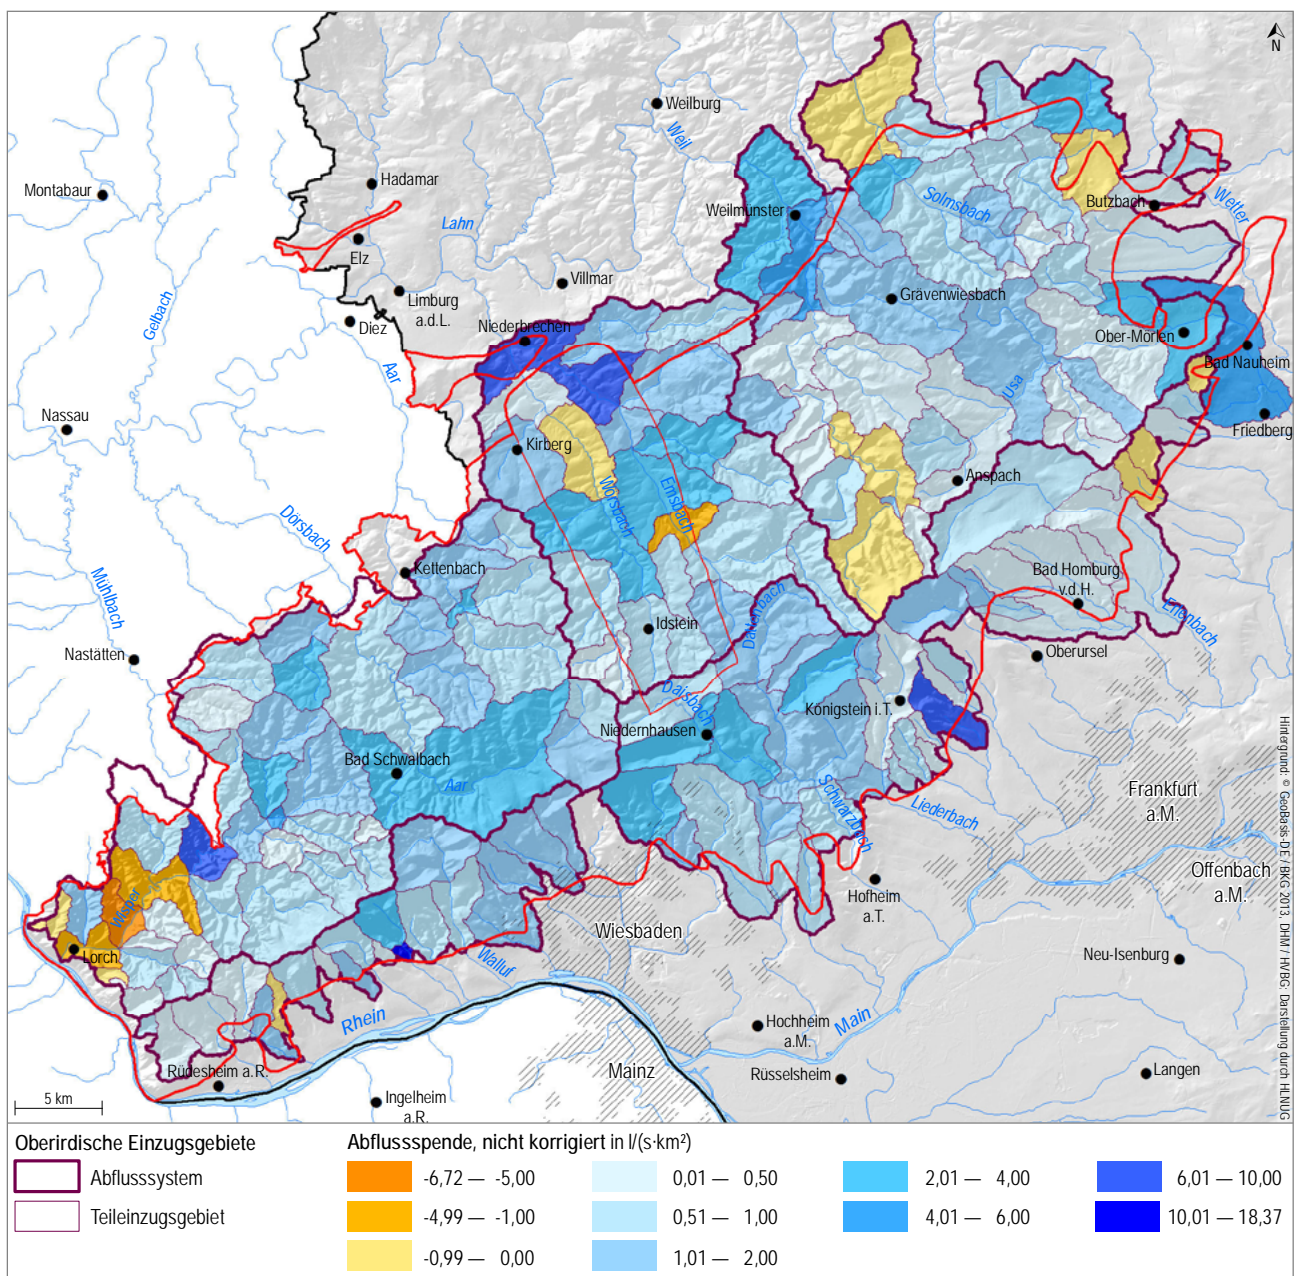 N
Weilburg
Weil
Hadamar
Montabaur
Lahn
Weilmünster
Solmsbach
Butzbach
Wetter
Elz
Villmar
Limburg
a.d.L.
Grävenwiesbach
Gelbach
Diez
Niederbrechen
Ober-Mörlen
Bad Nauheim
Aar
Usa
Nassau
Kirberg
Friedberg
Anspach
Wörsbach
Emsbach
Dörsbach
Kettenbach
Bad Homburg
v.d.H.
Mühlbach
Erlenbach
Idstein
Dattenbach
Nastätten
Oberursel
Daisbach
Königstein i.T.
Niedernhausen
Bad Schwalbach
Aar
Schwarzbach
Liederbach
Frankfurt
a.M.
Offenbach
a.M.
Hofheim
a.T.
Wisper
Wiesbaden
Lorch
Walluf
Neu-Isenburg
Rhein
Main
Hochheim
a.M.
Mainz
Rüdesheim a.R.
Rüsselsheim
Langen
Ingelheim
a.R.
5 km
Hintergrund: © GeoBasis-DE / BKG 2013, DHM / HVBG; Darstellung durch HLNUG
Oberirdische Einzugsgebiete
Abflusssystem
Teileinzugsgebiet
Abflussspende, nicht korrigiert in l/(s·km²)
-6,72 — -5,00
-4,99 — -1,00
-0,99 — 0,00
0,01 — 0,50
0,51 — 1,00
1,01 — 2,00
2,01 — 4,00
4,01 — 6,00
6,01 — 10,00
10,01 — 18,37